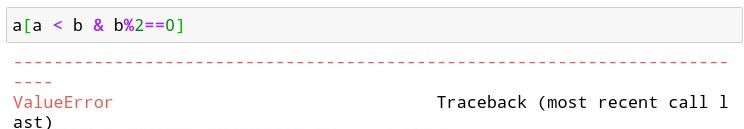 a[a < b & b%2==0]
---------------------------------------------------------------------------
ValueError                                Traceback (most recent call l
ast)